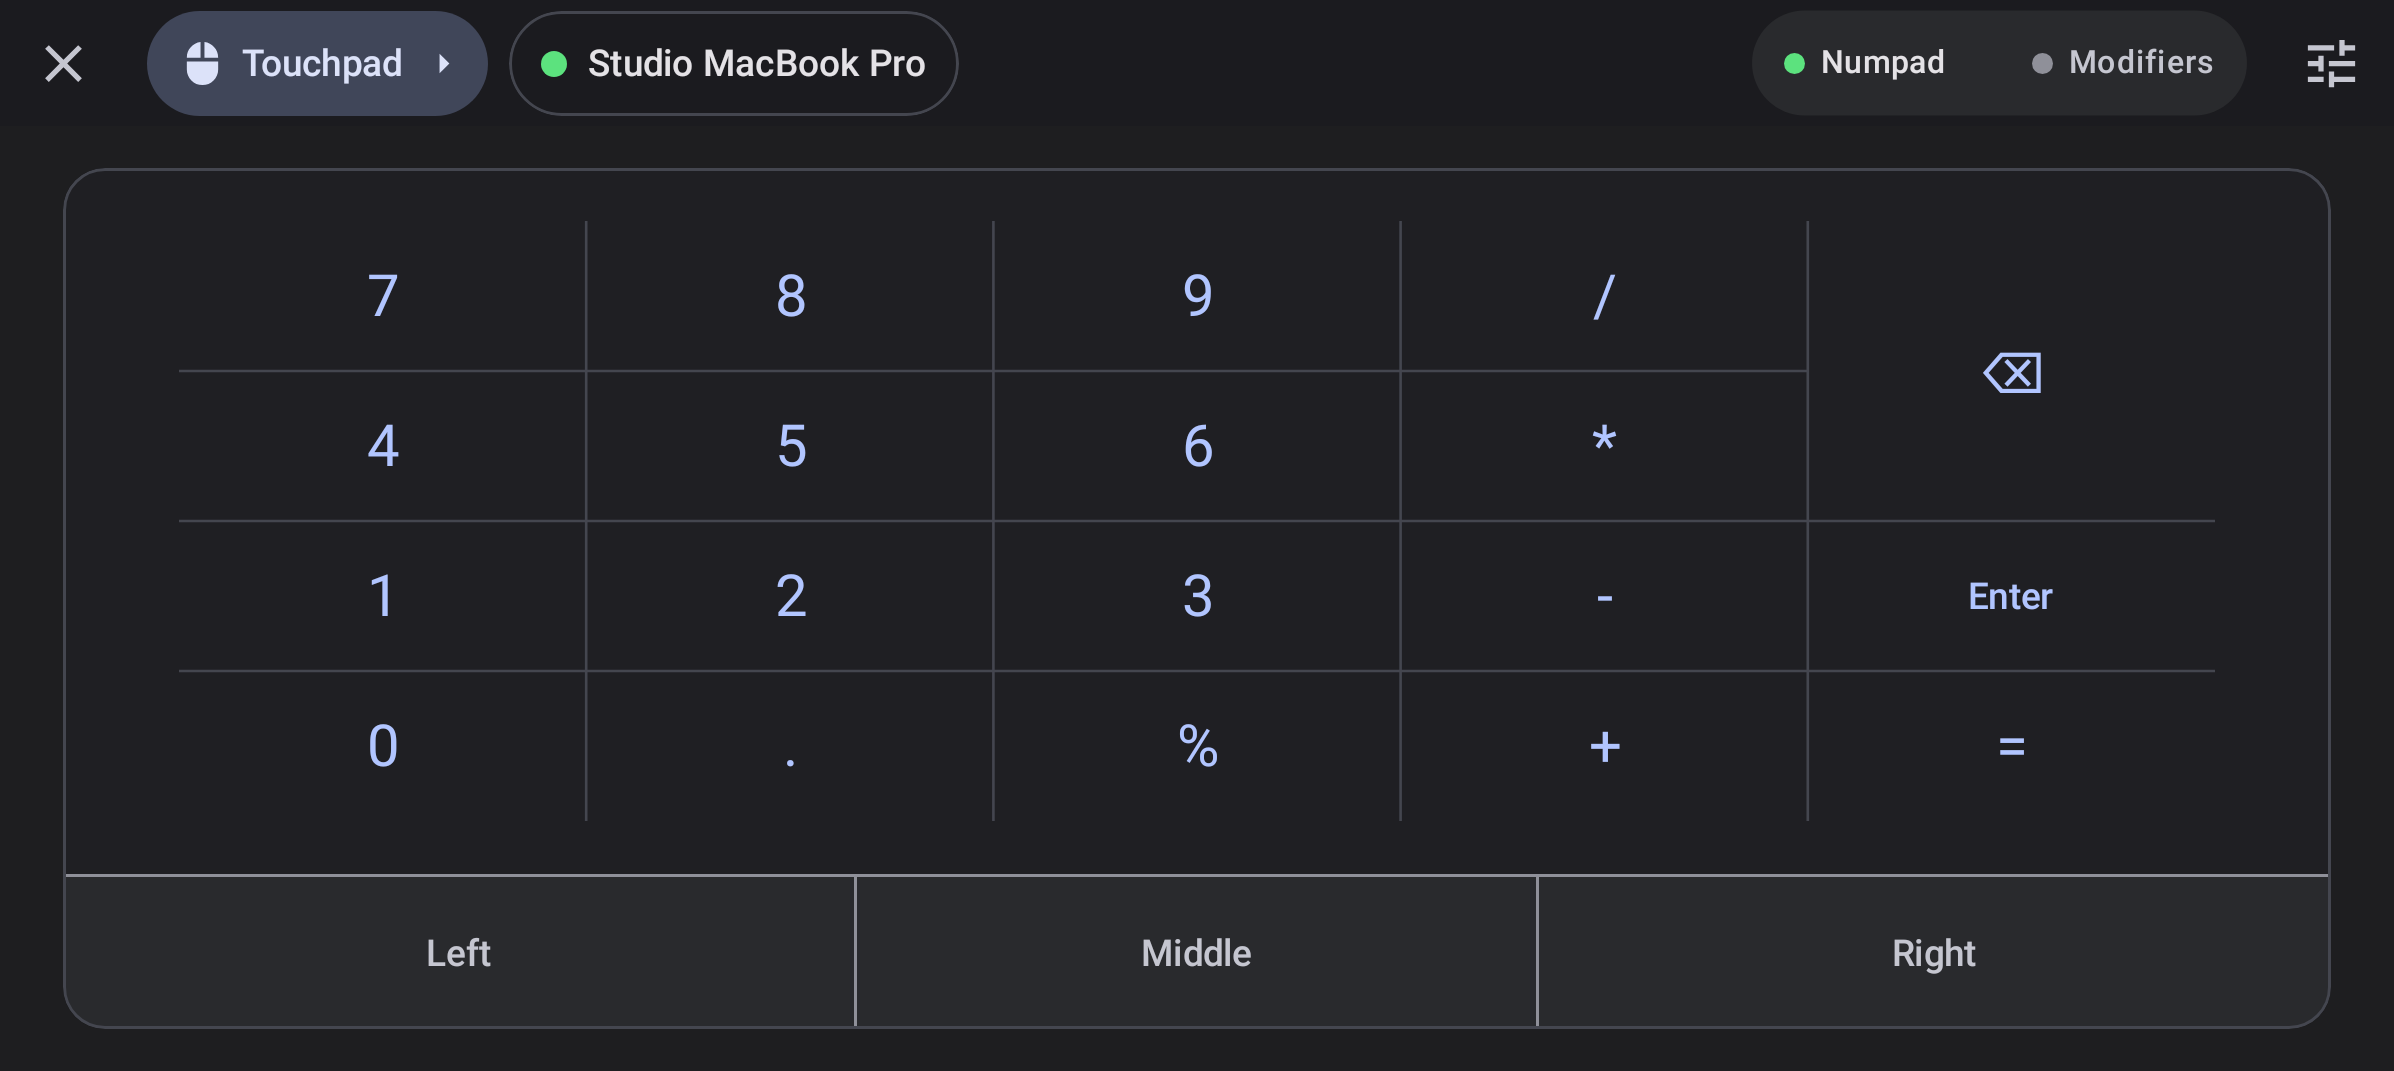 Touchpad Studio MacBook Pro Numpad Modifiers
7 8 9 /
4 5 6 *
1 2 3 - Enter
0 . % + =
Left Middle Right